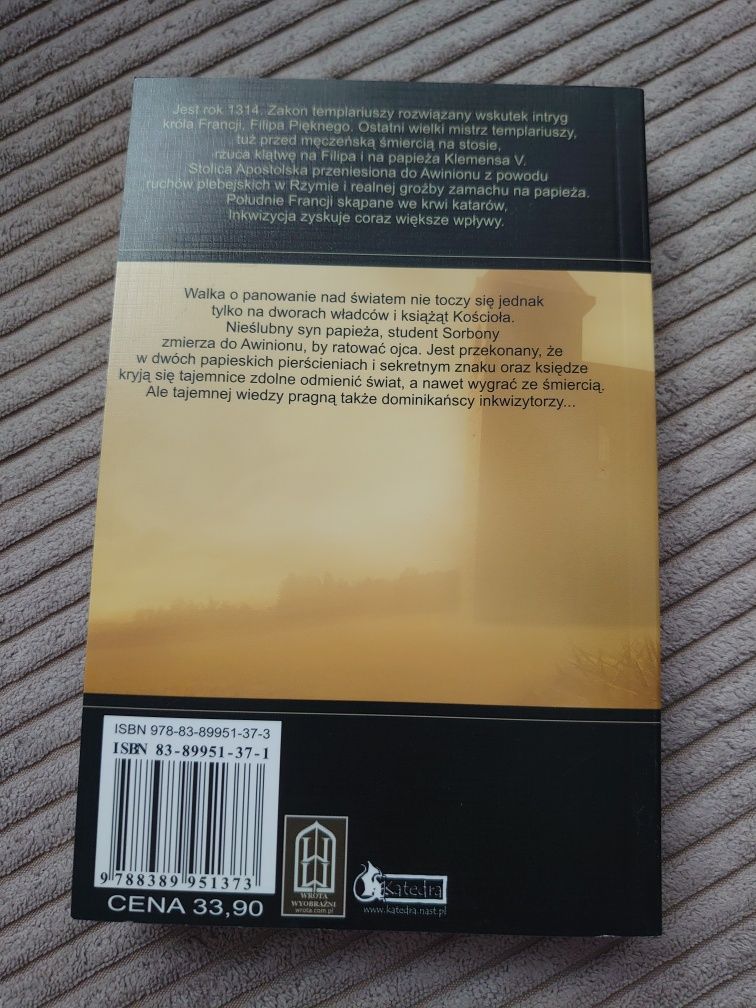 Jest rok 1314. Zakon templariuszy rozwiązany wskutek intryg
króla Francji, Filipa Pięknego. Ostatni wielki mistrz templariuszy,
tuż przed męczeńską śmiercią na stosie,
rzuca klątwę na Filipa i na papieża Klemensa V.
Stolica Apostolska przeniesiona do Awinionu z powodu
ruchów plebejskich w Rzymie i realnej groźby zamachu na papieża.
Południe Francji skąpane we krwi katarów,
Inkwizycja zyskuje coraz większe wpływy.
Walka o panowanie nad światem nie toczy się jednak
tylko na dworach władców i książąt Kościoła.
Nieślubny syn papieża, student Sorbony
zmierza do Awinionu, by ratować ojca. Jest przekonany, że
w dwóch papieskich pierścieniach i sekretnym znaku oraz księdze
kryją się tajemnice zdolne odmienić świat, a nawet wygrać ze śmiercią.
Ale tajemnej wiedzy pragną także dominikańscy inkwizytorzy...
ISBN 978-83-89951-37-3
ISBN 83-89951-37-1
9 788389 951373
CENA 33,90
WROTA
WYOBRAŹNI
wrota.com.pl
Katedra
www.katedra.nast.pl